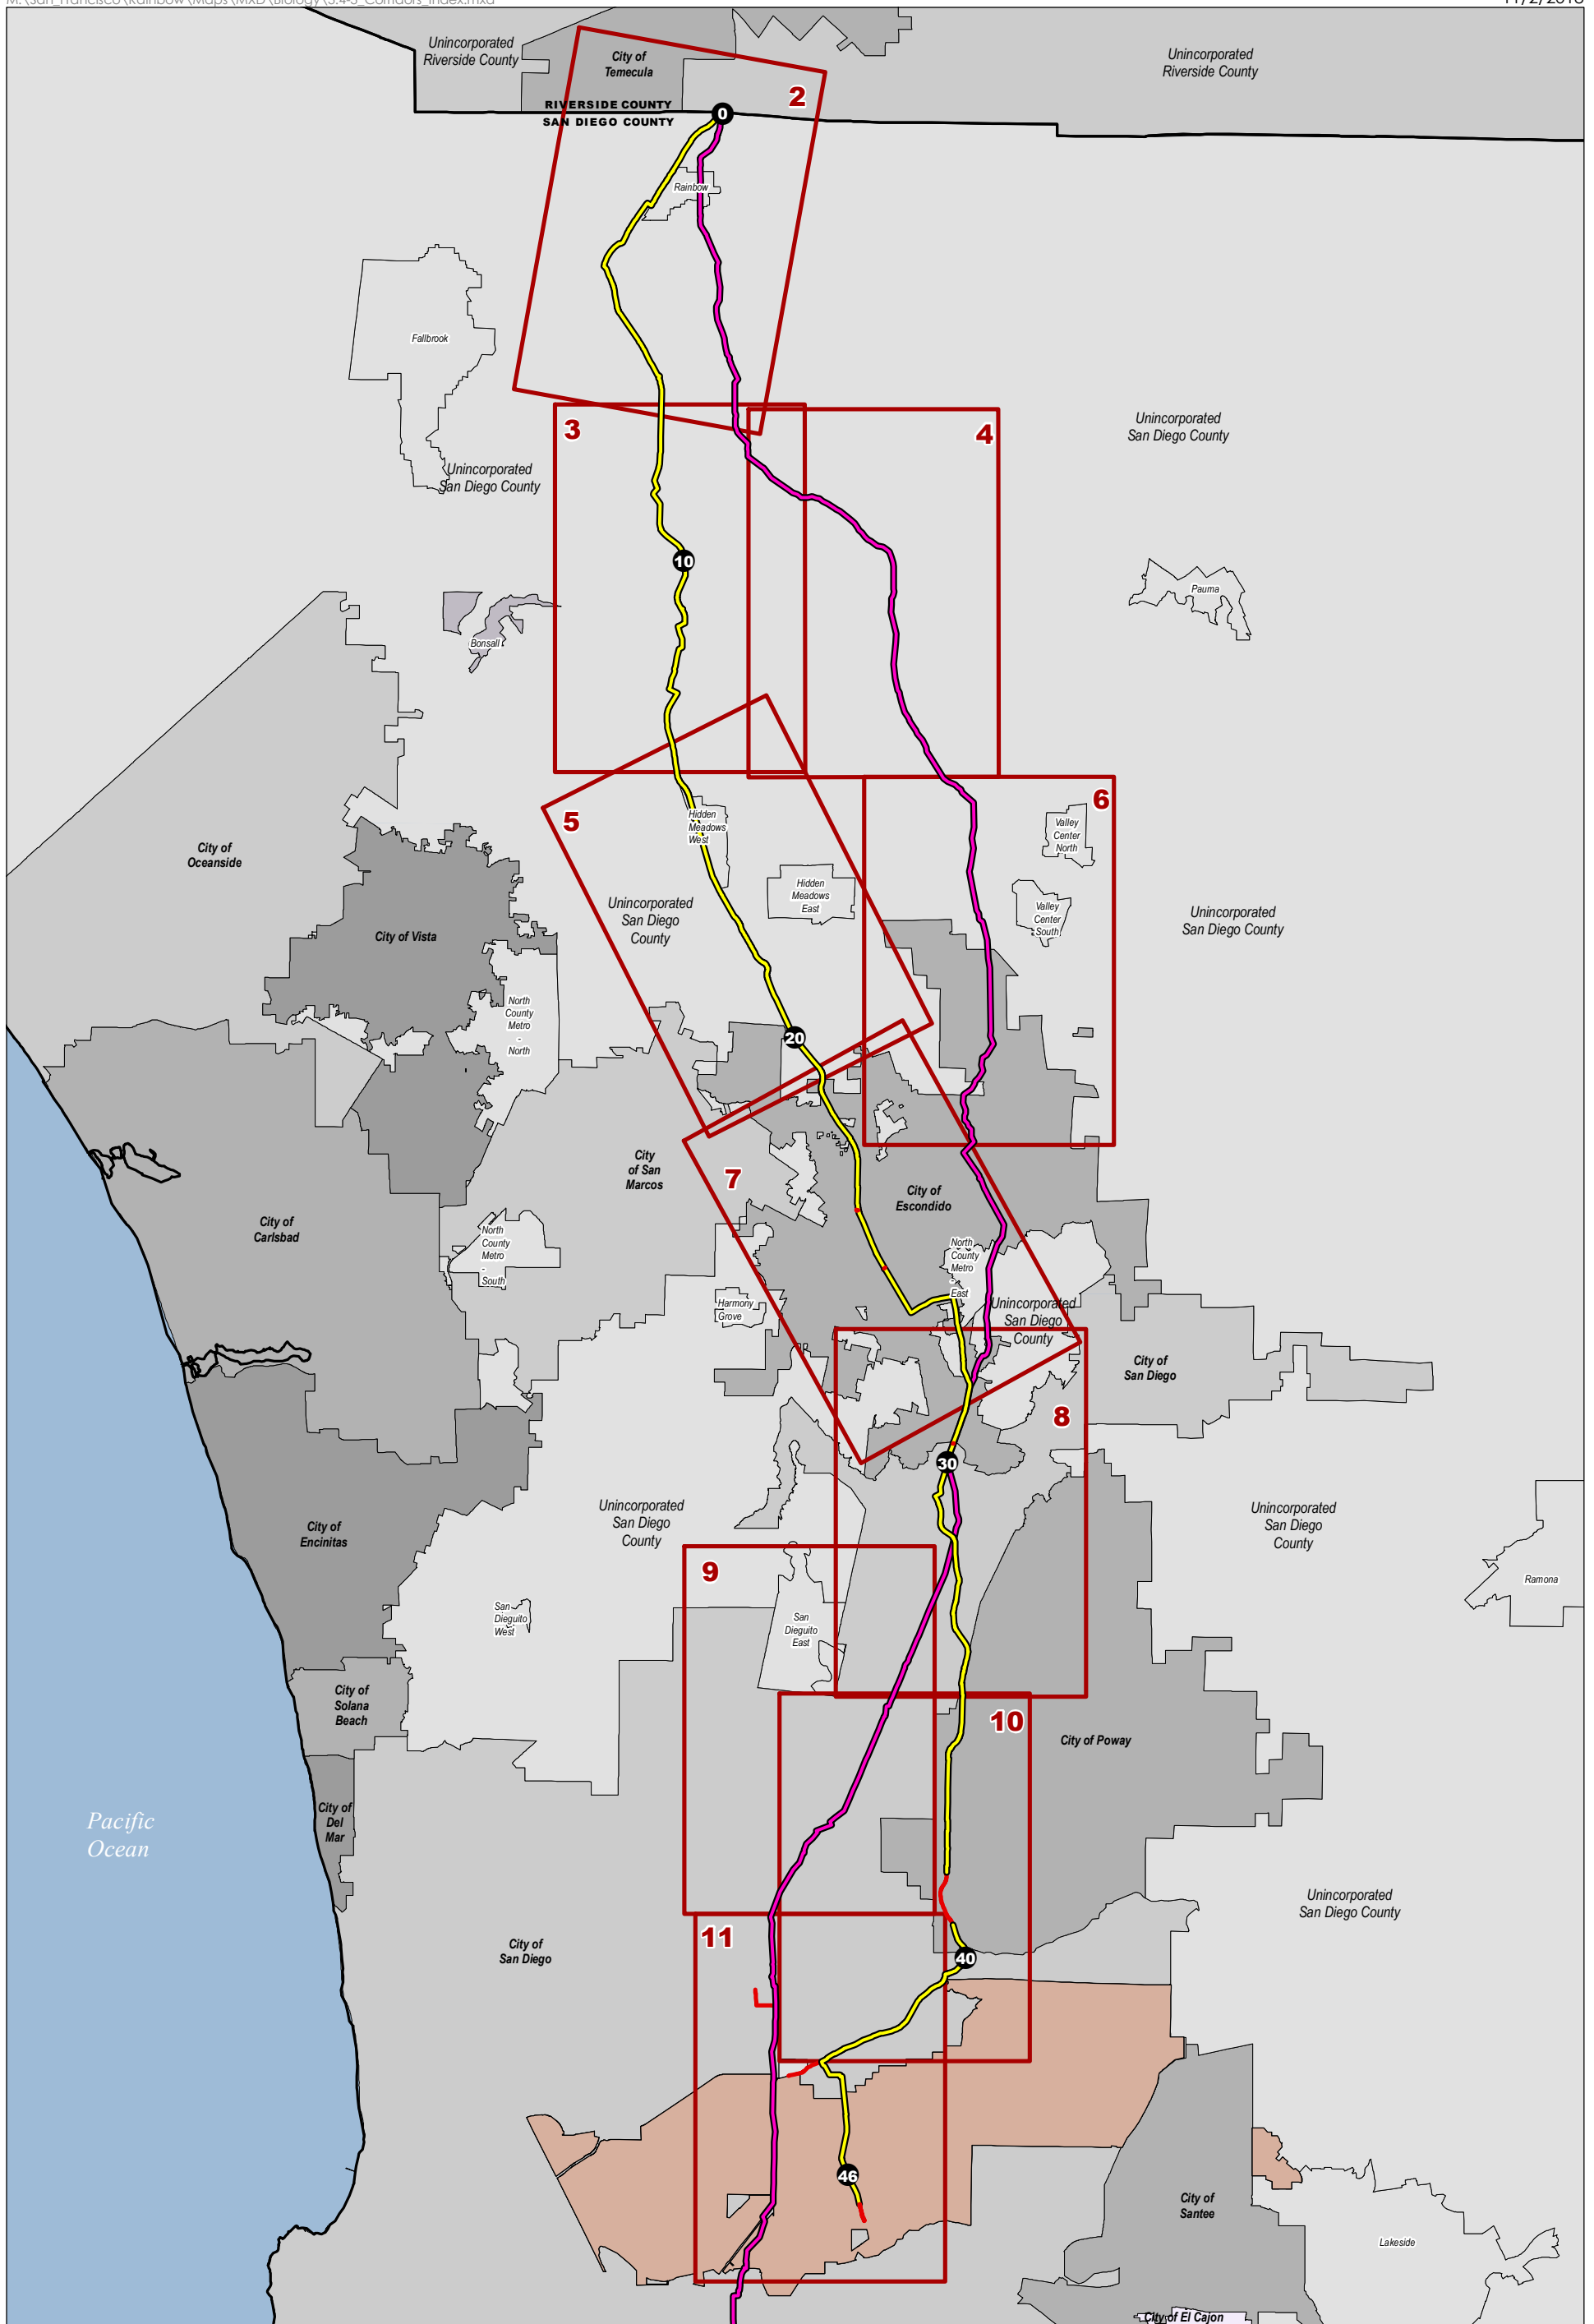 Unincorporated
Riverside County
City of
Temecula
Unincorporated
Riverside County
2
RIVERSIDE COUNTY
SAN DIEGO COUNTY
0
Rainbow
Fallbrook
3
4
Unincorporated
San Diego County
Unincorporated
San Diego County
10
Pauma
Bonsall
5
6
Hidden
Meadows
West
Valley
Center
North
City of
Oceanside
Hidden
Meadows
East
Unincorporated
San Diego
County
Valley
Center
South
Unincorporated
San Diego County
City of Vista
North
County
Metro
-
North
20
City
of San
Marcos
7
City of
Escondido
City of
Carlsbad
North
County
Metro
-
South
North
County
Metro
-
East
Harmony
Grove
Unincorporated
San Diego
County
City of
San Diego
8
30
Unincorporated
San Diego
County
Unincorporated
San Diego
County
City of
Encinitas
9
Ramona
San
Dieguito
West
San
Dieguito
East
City of
Solana
Beach
10
City of Poway
Pacific
Ocean
City of
Del
Mar
Unincorporated
San Diego County
11
City of
San Diego
40
46
City of
Santee
Lakeside
City of El Cajon